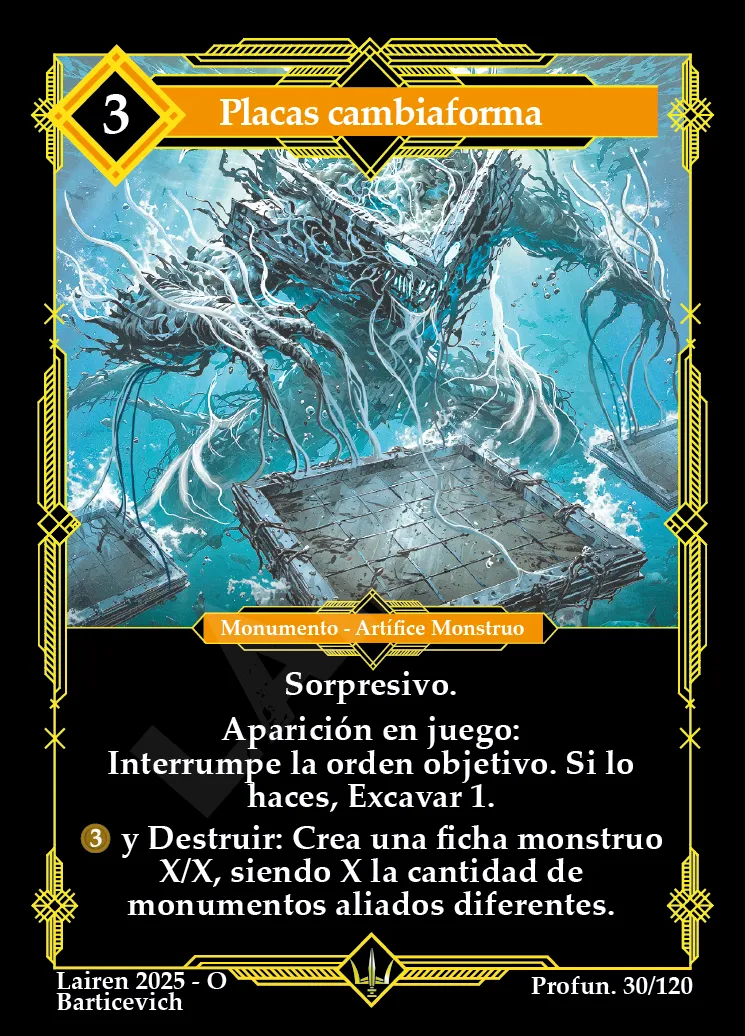 3
Placas cambiaforma
Monumento - Artífice Monstruo
Sorpresivo.
Aparición en juego:
Interrumpe la orden objetivo. Si lo
haces, Excavar 1.
3 y Destruir: Crea una ficha monstruo
X/X, siendo X la cantidad de
monumentos aliados diferentes.
Lairen 2025 - O
Barticevich
Profun. 30/120